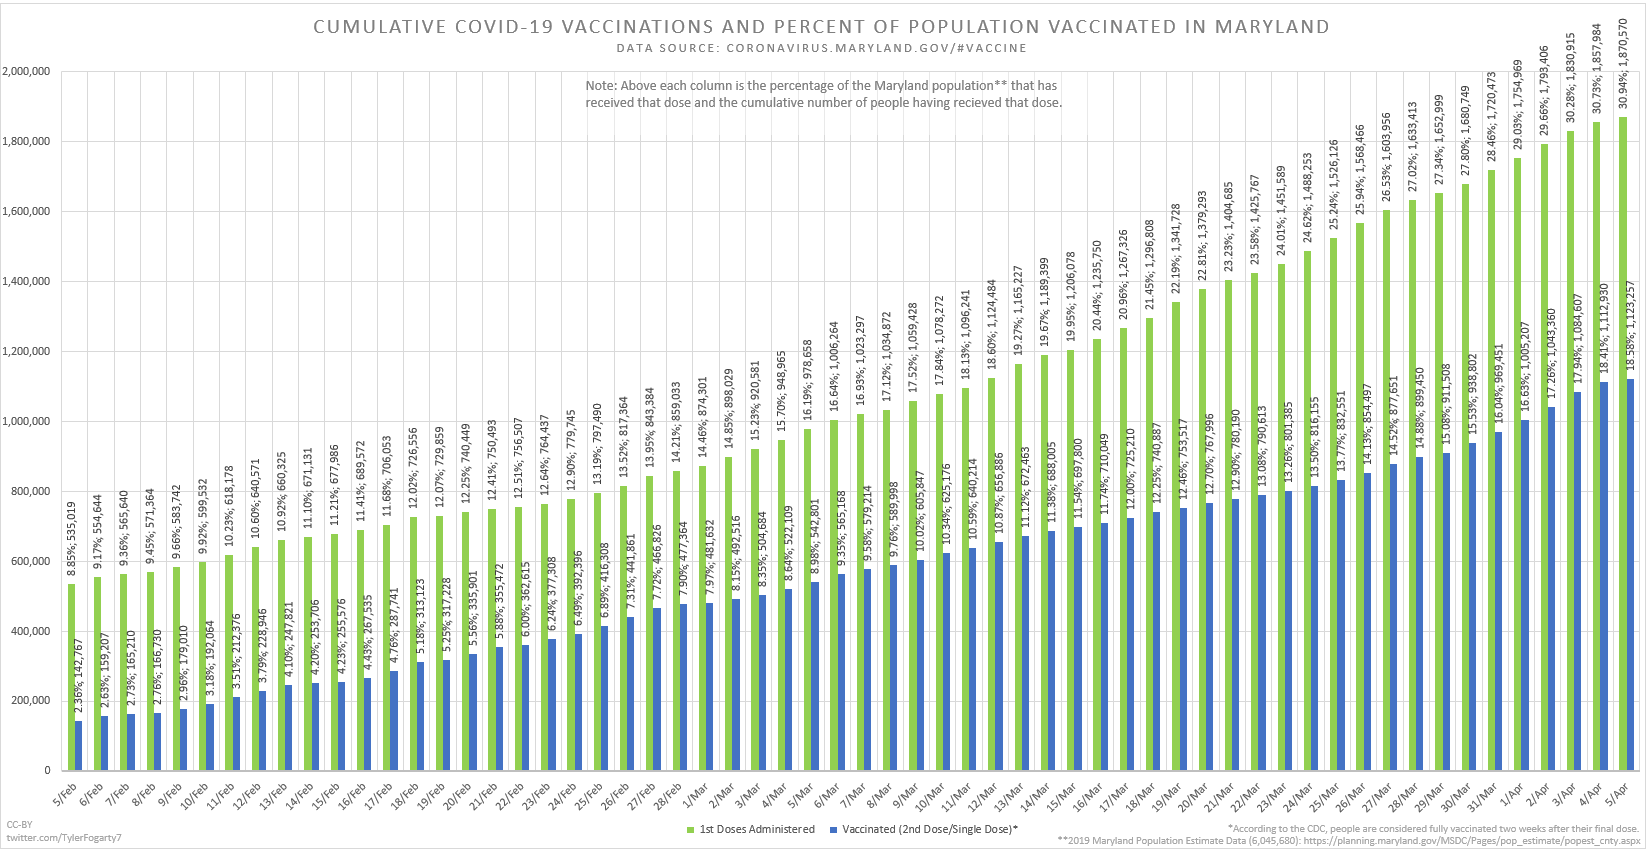 CUMULATIVE COVID-19 VACCINATIONS AND PERCENT OF POPULATION VACCINATED IN MARYLAND
DATA SOURCE: CORONAVIRUS.MARYLAND.GOV/#VACCINE
Note: Above each column is the percentage of the Maryland population** that has
received that dose and the cumulative number of people having recieved that dose.
2,000,000
1,800,000
1,600,000
1,400,000
1,200,000
1,000,000
800,000
600,000
400,000
200,000
0
8.85%; 535,019
9.17%; 554,644
9.36%; 565,640
9.45%; 571,364
9.66%; 583,742
9.92%; 599,532
10.23%; 618,178
10.60%; 640,571
10.92%; 660,325
11.10%; 671,131
11.21%; 677,986
11.41%; 689,572
11.68%; 706,053
12.02%; 726,556
12.07%; 729,859
12.25%; 740,449
12.41%; 750,493
12.51%; 756,507
12.64%; 764,437
12.90%; 779,745
13.19%; 797,490
13.52%; 817,364
13.95%; 843,384
14.21%; 859,033
14.46%; 874,301
14.85%; 898,029
15.23%; 920,581
15.70%; 948,965
16.19%; 978,658
16.64%; 1,006,264
16.93%; 1,023,297
17.12%; 1,034,872
17.52%; 1,059,428
17.84%; 1,078,272
18.13%; 1,096,241
18.60%; 1,124,484
19.27%; 1,165,227
19.67%; 1,189,399
19.95%; 1,206,078
20.44%; 1,235,750
20.96%; 1,267,326
21.45%; 1,296,808
22.19%; 1,341,728
22.81%; 1,379,293
23.23%; 1,404,685
23.58%; 1,425,767
24.01%; 1,451,589
24.62%; 1,488,253
25.24%; 1,526,126
25.94%; 1,568,466
26.53%; 1,603,956
27.02%; 1,633,413
27.34%; 1,652,999
27.80%; 1,680,749
28.46%; 1,720,473
29.03%; 1,754,969
29.66%; 1,793,406
30.28%; 1,830,915
30.73%; 1,857,984
30.94%; 1,870,570
2.36%; 142,767
2.63%; 159,207
2.73%; 165,210
2.76%; 166,730
2.96%; 179,010
3.18%; 192,064
3.51%; 212,376
3.79%; 228,946
4.10%; 247,821
4.20%; 253,706
4.23%; 255,576
4.43%; 267,535
4.76%; 287,741
5.18%; 313,123
5.25%; 317,228
5.56%; 335,901
5.88%; 355,472
6.00%; 362,615
6.24%; 377,308
6.49%; 392,396
6.89%; 416,308
7.31%; 441,861
7.72%; 466,826
7.90%; 477,364
7.97%; 481,632
8.15%; 492,516
8.35%; 504,684
8.64%; 522,109
8.98%; 542,801
9.35%; 565,168
9.58%; 579,214
9.76%; 589,998
10.02%; 605,847
10.34%; 625,176
10.59%; 640,214
10.87%; 656,886
11.12%; 672,463
11.38%; 688,005
11.54%; 697,800
11.74%; 710,049
12.00%; 725,210
12.25%; 740,887
12.46%; 753,517
12.70%; 767,996
12.90%; 780,190
13.08%; 790,613
13.26%; 801,385
13.50%; 816,155
13.77%; 832,551
14.13%; 854,497
14.52%; 877,651
14.88%; 899,450
15.08%; 911,508
15.53%; 938,802
16.04%; 969,451
16.63%; 1,005,207
17.26%; 1,043,360
17.94%; 1,084,607
18.41%; 1,112,930
18.58%; 1,123,257
5/Feb
6/Feb
7/Feb
8/Feb
9/Feb
10/Feb
11/Feb
12/Feb
13/Feb
14/Feb
15/Feb
16/Feb
17/Feb
18/Feb
19/Feb
20/Feb
21/Feb
22/Feb
23/Feb
24/Feb
25/Feb
26/Feb
27/Feb
28/Feb
1/Mar
2/Mar
3/Mar
4/Mar
5/Mar
6/Mar
7/Mar
8/Mar
9/Mar
10/Mar
11/Mar
12/Mar
13/Mar
14/Mar
15/Mar
16/Mar
17/Mar
18/Mar
19/Mar
20/Mar
21/Mar
22/Mar
23/Mar
24/Mar
25/Mar
26/Mar
27/Mar
28/Mar
29/Mar
30/Mar
31/Mar
1/Apr
2/Apr
3/Apr
4/Apr
5/Apr
CC-BY
twitter.com/TylerFogarty7
1st Doses Administered
Vaccinated (2nd Dose/Single Dose)*
*According to the CDC, people are considered fully vaccinated two weeks after their final dose.
**2019 Maryland Population Estimate Data (6,045,680): https://planning.maryland.gov/MSDC/Pages/pop_estimate/popest_cnty.aspx